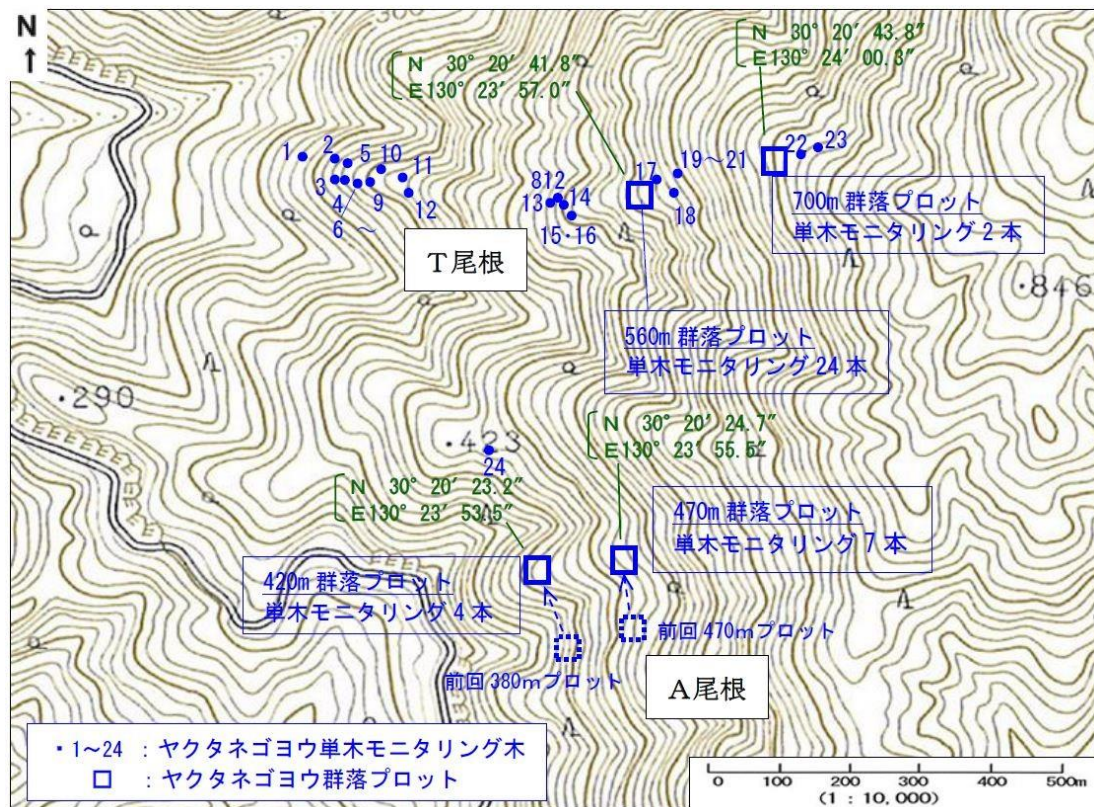 N
↑
300
N 30° 20′ 41.8″
E130° 23′ 57.0″
N 30° 20′ 43.8″
E130° 24′ 00.3″
1
2
5
10
11
3
4
9
12
6～
812
13
14
15・16
17
19～21
18
22
23
T尾根
700m 群落プロット
単木モニタリング 2 本
・846
560m 群落プロット
単木モニタリング 24 本
・290
・423
24
N 30° 20′ 24.7″
E130° 23′ 55.5″
N 30° 20′ 23.2″
E130° 23′ 53.5″
470m 群落プロット
単木モニタリング 7 本
420m 群落プロット
単木モニタリング 4 本
前回 470mプロット
前回 380mプロット
A尾根
・1～24 : ヤクタネゴヨウ単木モニタリング木
□ : ヤクタネゴヨウ群落プロット
0 100 200 300 400 500m
(1 : 10,000)